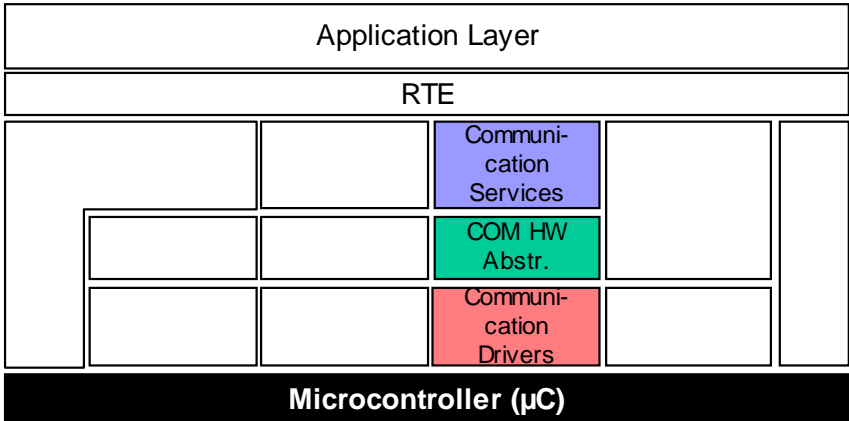 Application Layer
RTE
Communi-
cation
Services
COM HW
Abstr.
Communi-
cation
Drivers
Microcontroller (µC)